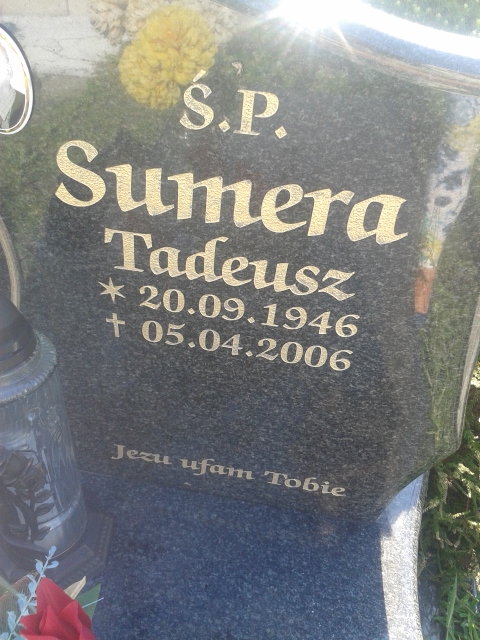 Ś.P.
Sumera
Tadeusz
* 20.09.1946
† 05.04.2006
Jezu ufam Tobie